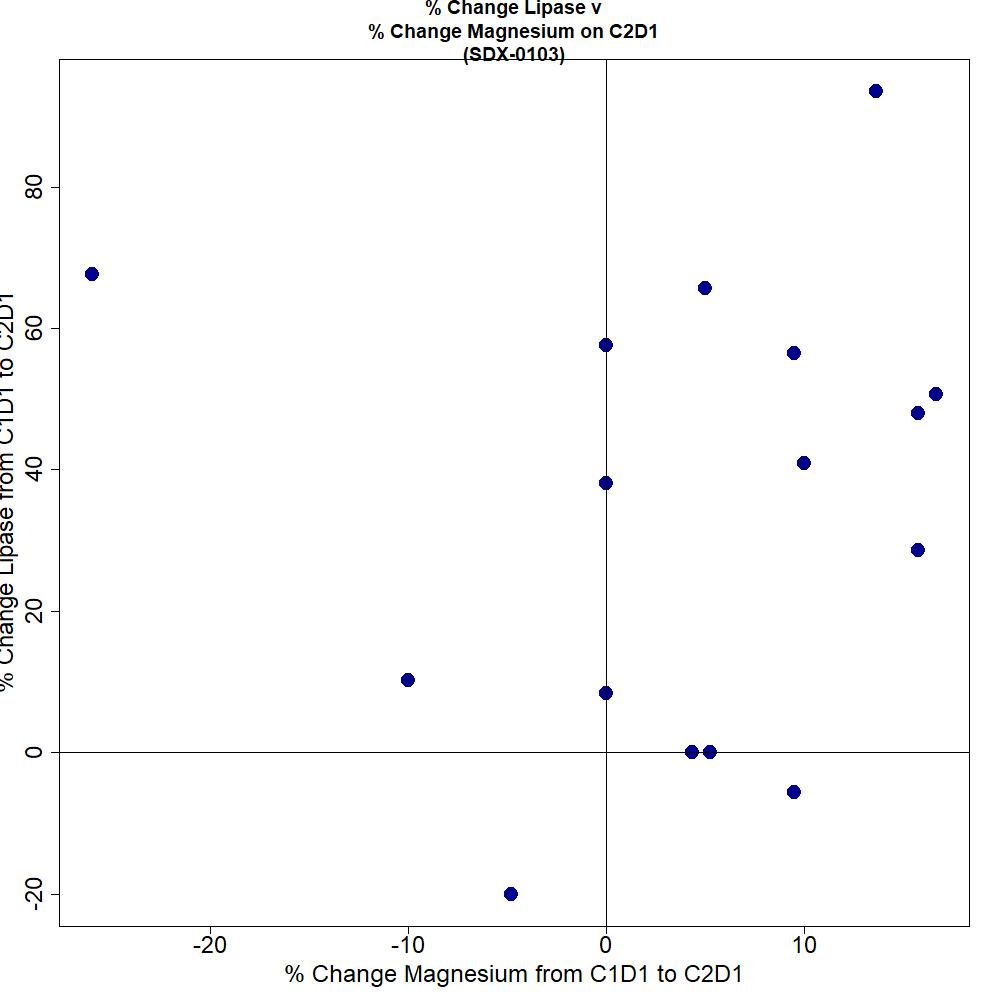 % Change Lipase v
% Change Magnesium on C2D1
(SDX-0103)
% Change Lipase from C1D1 to C2D1
80
60
40
20
0
-20
-20
-10
0
10
% Change Magnesium from C1D1 to C2D1